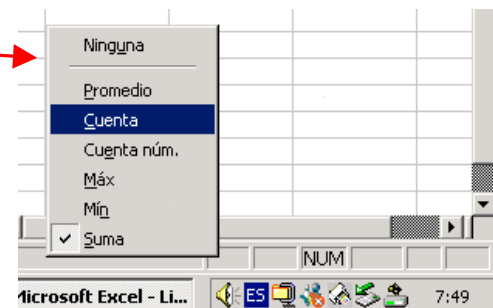 Ninguna
Promedio
Cuenta
Cuenta núm.
Máx
Mín
Suma
NUM
Microsoft Excel - Li...
ES
7:49